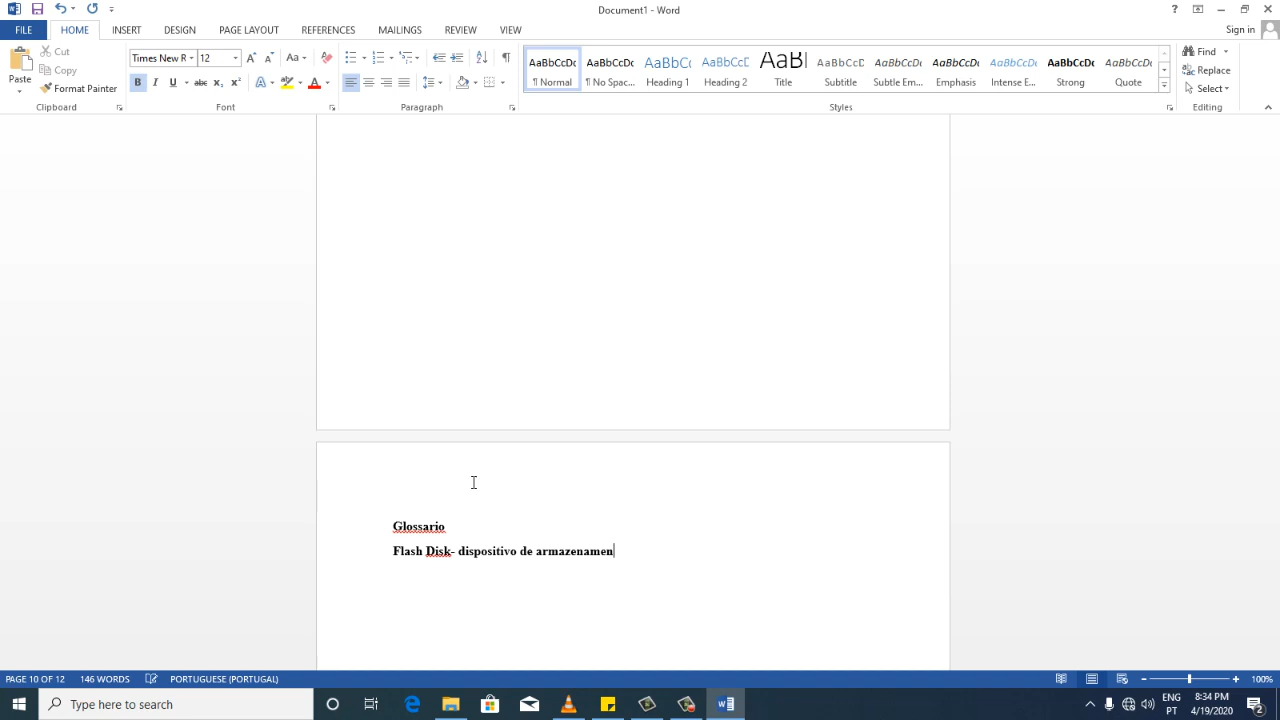 Document1 - Word
Sign in
FILE HOME INSERT DESIGN PAGE LAYOUT REFERENCES MAILINGS REVIEW VIEW
Paste
Cut
Copy
Format Painter
Clipboard
Times New R 12
Font
Paragraph
AaBbCcDc AaBbCcDc AaBbC( AaBbCcD AaBl AaBbCcD AaBbCcDc AaBbCcDc AaBbCcDc AaBbCcDc AaBbCcDc
¶ Normal ¶ No Spac... Heading 1 Heading 2 Title Subtitle Subtle Em... Emphasis Intense E... Strong Quote
Styles
Find
Replace
Select
Editing
Glossario
Flash Disk- dispositivo de armazenamen
PAGE 10 OF 12 146 WORDS PORTUGUESE (PORTUGAL) 100%
Type here to search
ENG
PT
8:34 PM
4/19/2020
2